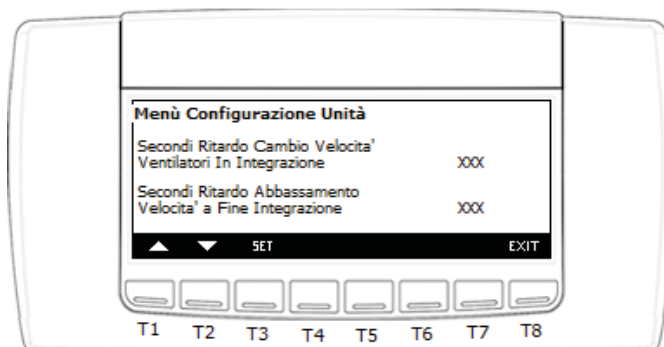 Menù Configurazione Unità
Secondi Ritardo Cambio Velocita'
Ventilatori In Integrazione XXX
Secondi Ritardo Abbassamento
Velocita' a Fine Integrazione XXX
SET EXIT
T1 T2 T3 T4 T5 T6 T7 T8